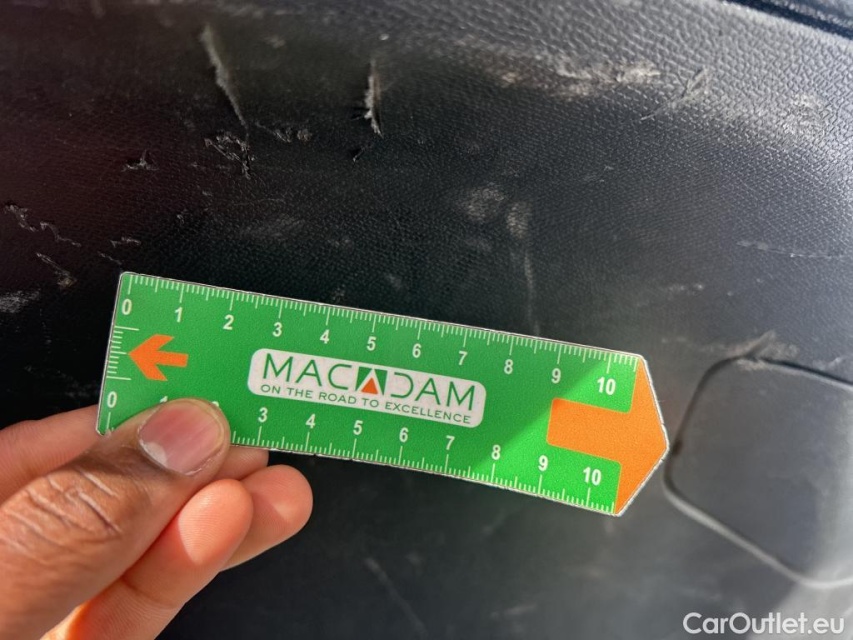 0 1 2 3 4 5 6 7 8 9 10
MACADAM
ON THE ROAD TO EXCELLENCE
0 3 4 5 6 7 8 9 10
CarOutlet.eu